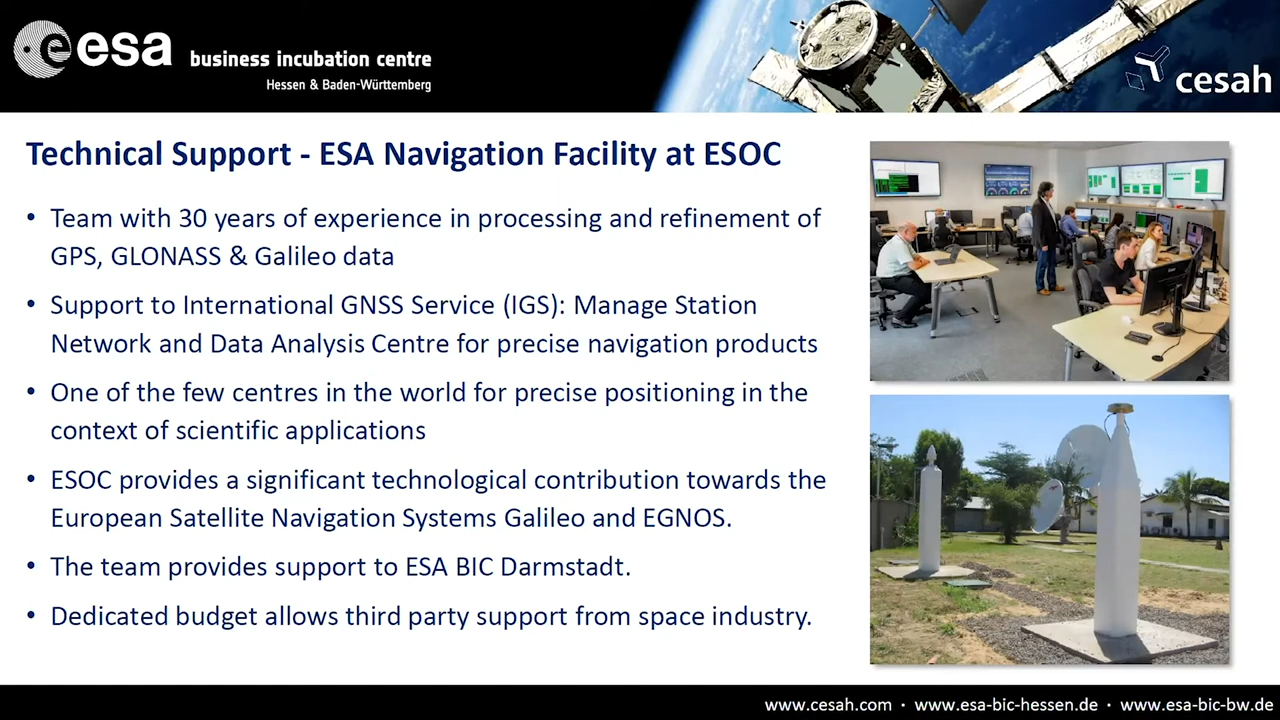 esa
business incubation centre
Hessen & Baden-Württemberg
cesah
Technical Support - ESA Navigation Facility at ESOC
• Team with 30 years of experience in processing and refinement of
GPS, GLONASS & Galileo data
• Support to International GNSS Service (IGS): Manage Station
Network and Data Analysis Centre for precise navigation products
• One of the few centres in the world for precise positioning in the
context of scientific applications
• ESOC provides a significant technological contribution towards the
European Satellite Navigation Systems Galileo and EGNOS.
• The team provides support to ESA BIC Darmstadt.
• Dedicated budget allows third party support from space industry.
www.cesah.com · www.esa-bic-hessen.de · www.esa-bic-bw.de